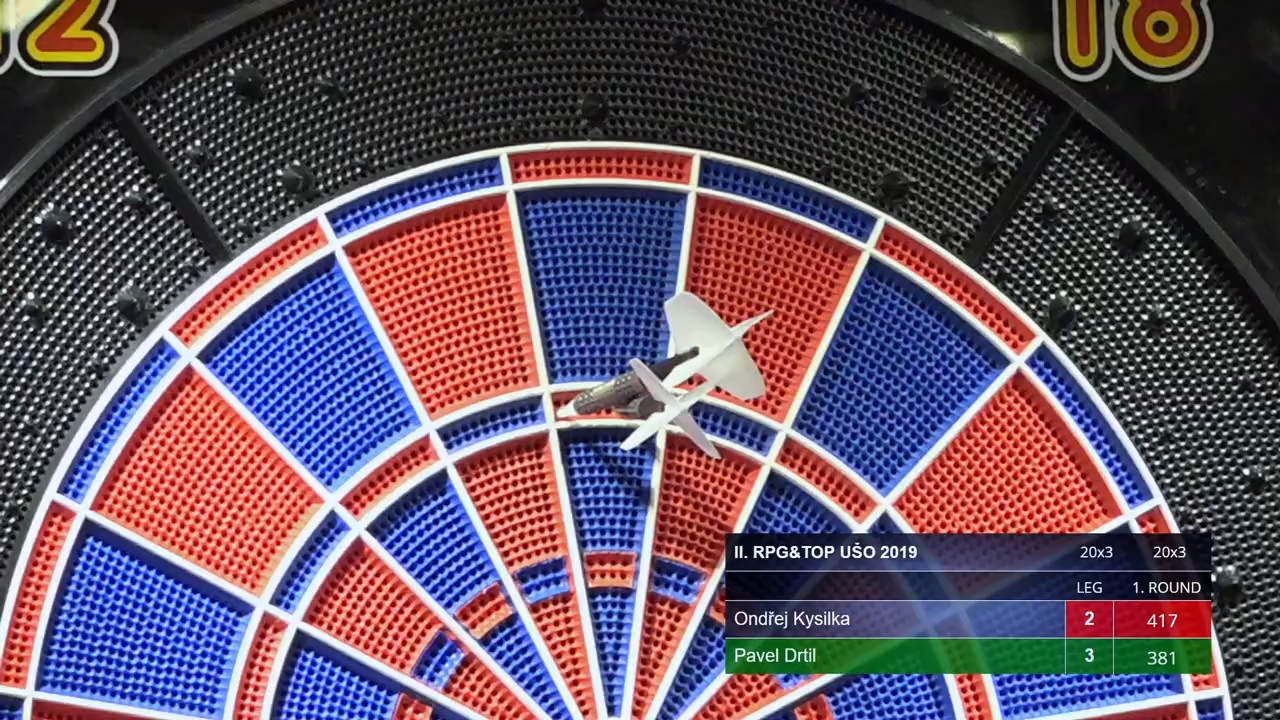 12
18
II. RPG&TOP UŠO 2019 20x3 20x3
LEG 1. ROUND
Ondřej Kysilka 2 417
Pavel Drtil 3 381